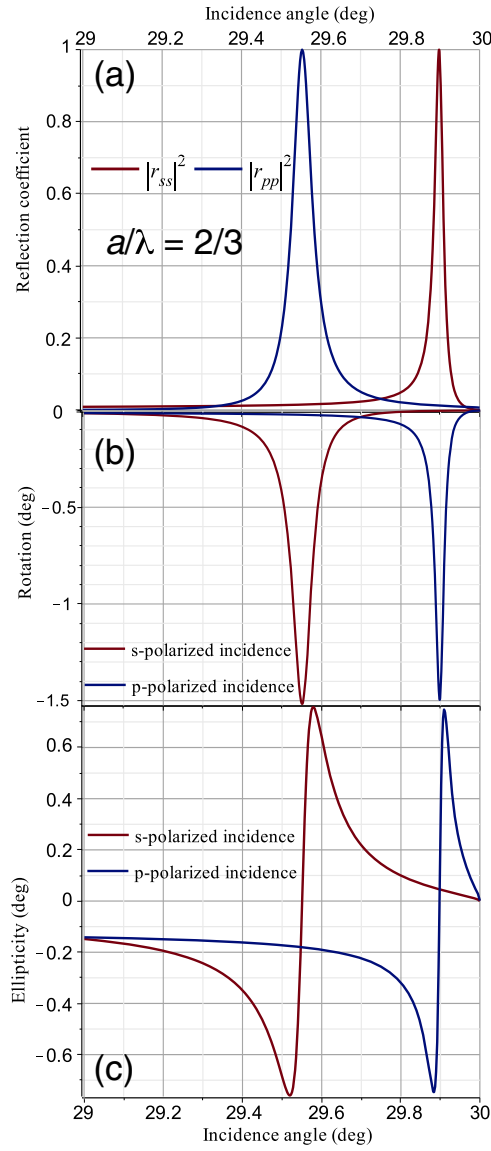 Incidence angle (deg)
29 29.2 29.4 29.6 29.8 30
(a)
1
0.8
0.6
0.4
0.2
0
Reflection coefficient
|r_ss|^2 |r_pp|^2
a/λ = 2/3
(b)
−0.5
−1
−1.5
Rotation (deg)
s-polarized incidence
p-polarized incidence
0.6
0.4
0.2
0
−0.2
−0.4
−0.6
Ellipticity (deg)
s-polarized incidence
p-polarized incidence
(c)
29 29.2 29.4 29.6 29.8 30
Incidence angle (deg)